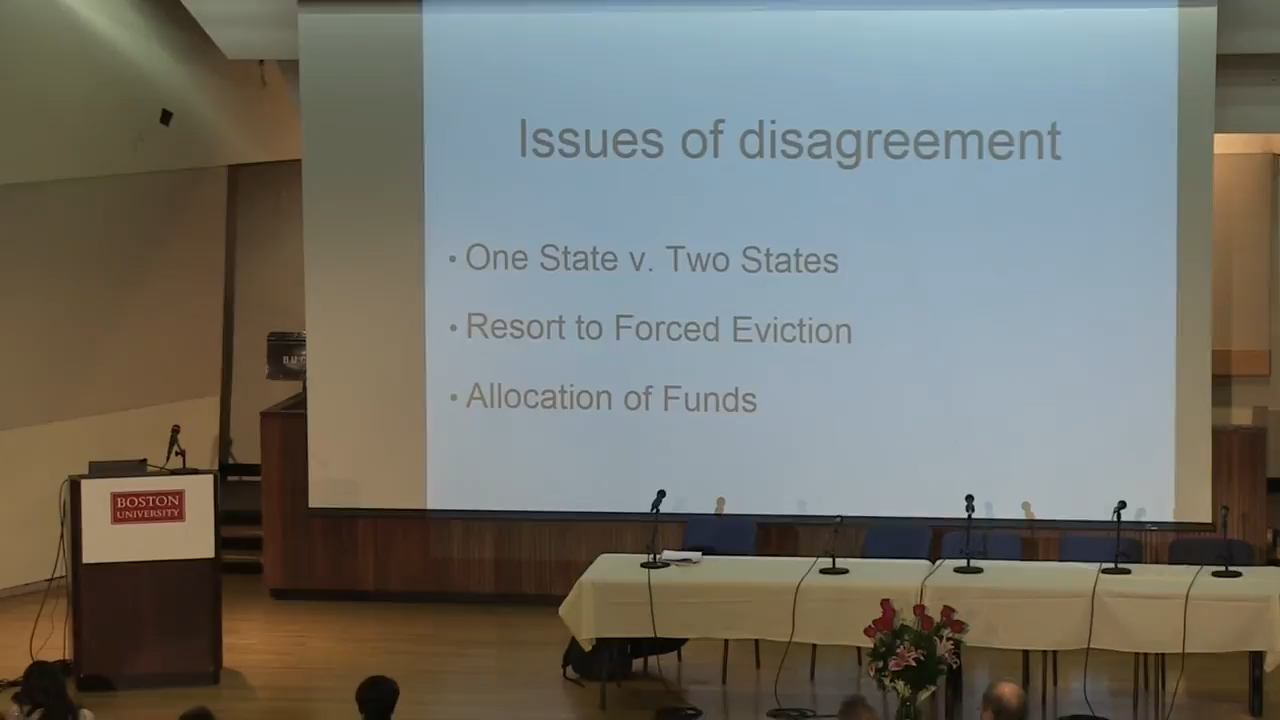 Issues of disagreement
• One State v. Two States
• Resort to Forced Eviction
• Allocation of Funds
BOSTON
UNIVERSITY